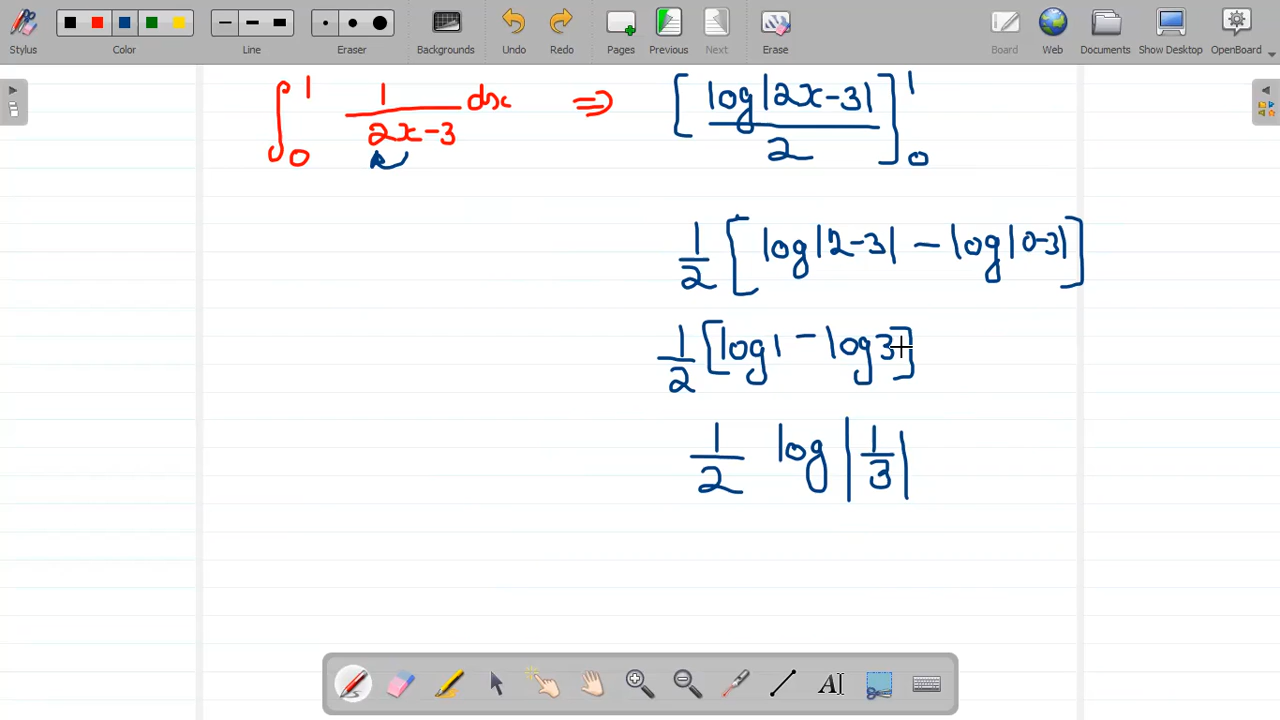 Stylus Color Line Eraser Backgrounds Undo Redo Pages Previous Next Erase Board Web Documents Show Desktop OpenBoard
∫₀¹ 1/(2x-3) dx ⇒ [log|2x-3|/2]₀¹
1/2 [log|2-3| - log|0-3|]
1/2 [log1 - log3]
1/2 log |1/3|
AI